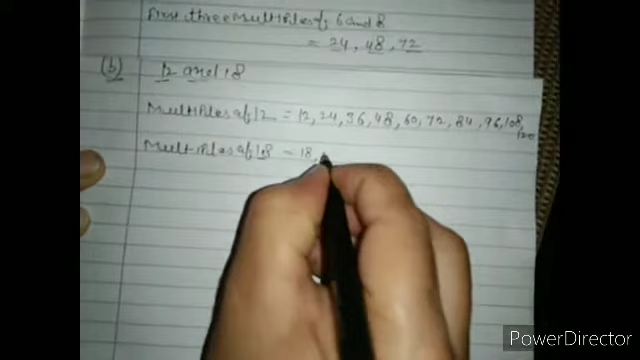 First three Multiples of 6 and 8
= 24, 48, 72
(b) 12 and 18
Multiples of 12 = 12, 24, 36, 48, 60, 72, 84, 96, 108, 120
Multiples of 18 = 18,
PowerDirector